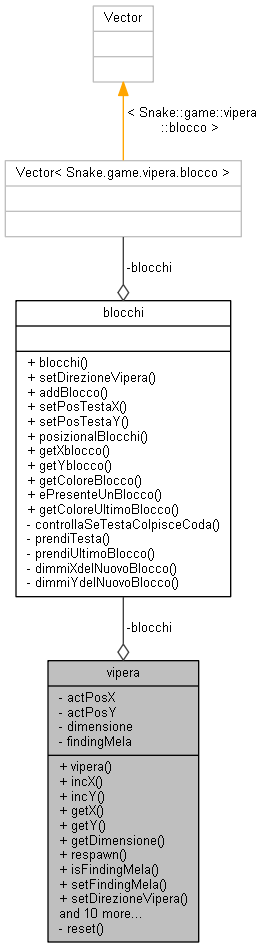 Vector
< Snake::game::vipera
::blocco >
Vector< Snake.game.vipera.blocco >
-blocchi
blocchi
+ blocchi()
+ setDirezioneVipera()
+ addBlocco()
+ setPosTestaX()
+ setPosTestaY()
+ posizionalBlocchi()
+ getXblocco()
+ getYblocco()
+ getColoreBlocco()
+ ePresenteUnBlocco()
+ getColoreUltimoBlocco()
- controllaSeTestaColpisceCoda()
- prendiTesta()
- prendiUltimoBlocco()
- dimmiXdelNuovoBlocco()
- dimmiYdelNuovoBlocco()
-blocchi
vipera
- actPosX
- actPosY
- dimensione
- findingMela
+ vipera()
+ incX()
+ incY()
+ getX()
+ getY()
+ getDimensione()
+ respawn()
+ isFindingMela()
+ setFindingMela()
+ setDirezioneVipera()
and 10 more...
- reset()